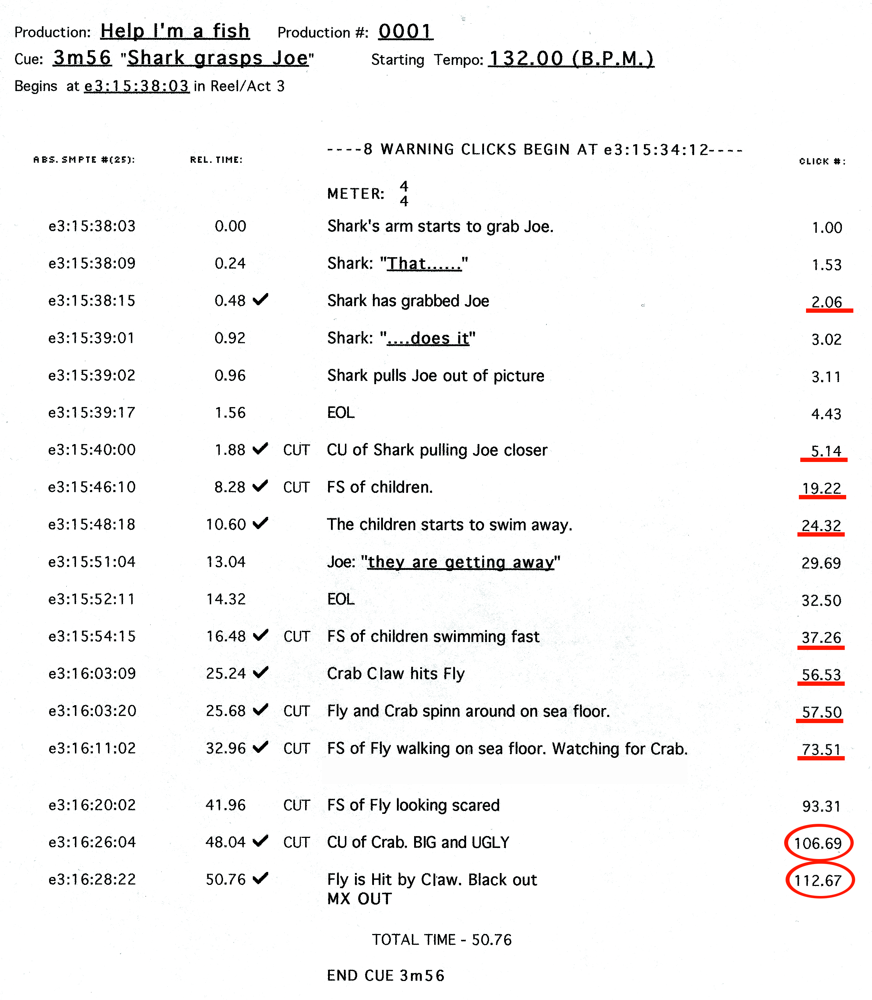 Production: Help I'm a fish Production #: 0001
Cue: 3m56 "Shark grasps Joe" Starting Tempo: 132.00 (B.P.M.)
Begins at e3:15:38:03 in Reel/Act 3
----8 WARNING CLICKS BEGIN AT e3:15:34:12----
ABS. SMPTE #(25): REL. TIME: CLICK #:
METER: 4
4
e3:15:38:03 0.00 Shark's arm starts to grab Joe. 1.00
e3:15:38:09 0.24 Shark: "That......" 1.53
e3:15:38:15 0.48 ✔ Shark has grabbed Joe 2.06
e3:15:39:01 0.92 Shark: "....does it" 3.02
e3:15:39:02 0.96 Shark pulls Joe out of picture 3.11
e3:15:39:17 1.56 EOL 4.43
e3:15:40:00 1.88 ✔ CUT CU of Shark pulling Joe closer 5.14
e3:15:46:10 8.28 ✔ CUT FS of children. 19.22
e3:15:48:18 10.60 ✔ The children starts to swim away. 24.32
e3:15:51:04 13.04 Joe: "they are getting away" 29.69
e3:15:52:11 14.32 EOL 32.50
e3:15:54:15 16.48 ✔ CUT FS of children swimming fast 37.26
e3:16:03:09 25.24 ✔ Crab Claw hits Fly 56.53
e3:16:03:20 25.68 ✔ CUT Fly and Crab spinn around on sea floor. 57.50
e3:16:11:02 32.96 ✔ CUT FS of Fly walking on sea floor. Watching for Crab. 73.51
e3:16:20:02 41.96 CUT FS of Fly looking scared 93.31
e3:16:26:04 48.04 ✔ CUT CU of Crab. BIG and UGLY 106.69
e3:16:28:22 50.76 ✔ Fly is Hit by Claw. Black out 112.67
MX OUT
TOTAL TIME - 50.76
END CUE 3m56